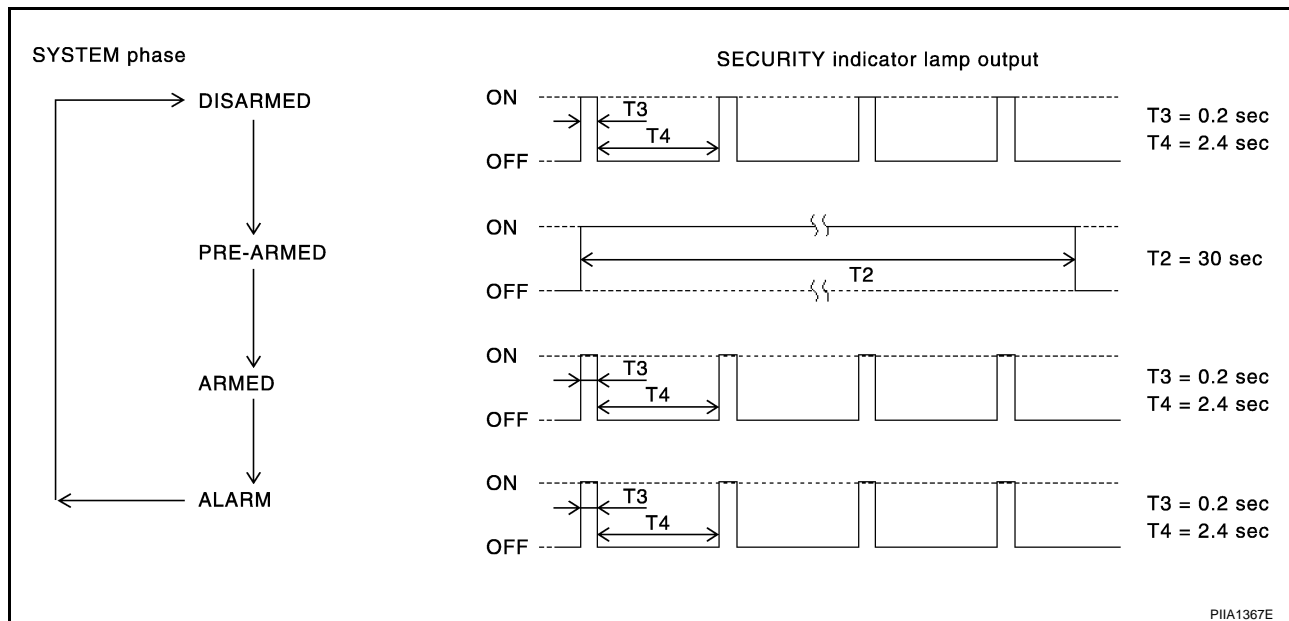 SYSTEM phase
SECURITY indicator lamp output
DISARMED
ON
OFF
T3
T4
T3 = 0.2 sec
T4 = 2.4 sec
PRE-ARMED
ON
OFF
T2
T2 = 30 sec
ARMED
ON
OFF
T3
T4
T3 = 0.2 sec
T4 = 2.4 sec
ALARM
ON
OFF
T3
T4
T3 = 0.2 sec
T4 = 2.4 sec
PIIA1367E